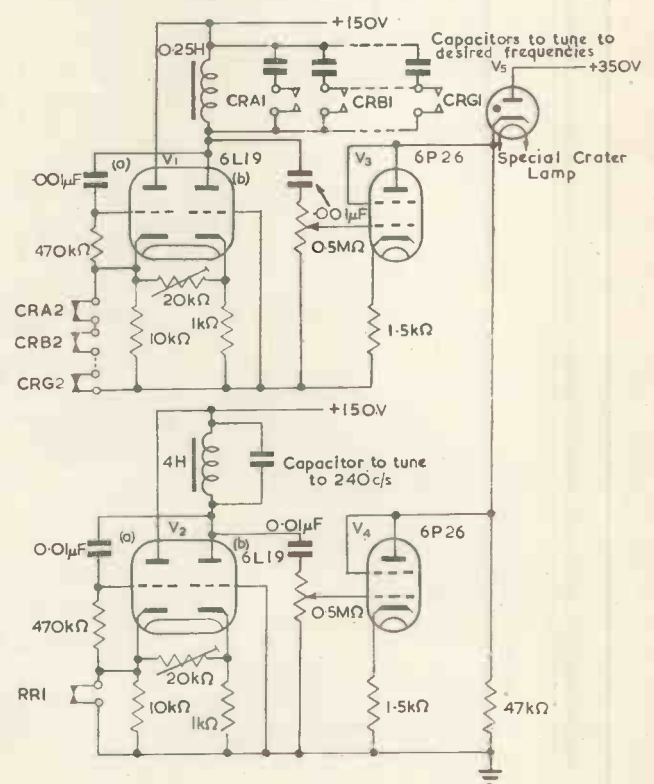 +150V
0.25H
Capacitors to tune to
desired frequencies
V5
+350V
CRA1
CRB1
CRG1
Special Crater
Lamp
.001µF
(a)
V1
6L19
(b)
V3
6P26
.001µF
0.5MΩ
470kΩ
20kΩ
10kΩ
1kΩ
1.5kΩ
CRA2
CRB2
CRG2
+150V
4H
Capacitor to tune
to 240c/s
0.01µF
(a)
V2
(b)
6L19
0.01µF
V4
6P26
0.5MΩ
470kΩ
20kΩ
RR1
10kΩ
1kΩ
1.5kΩ
47kΩ